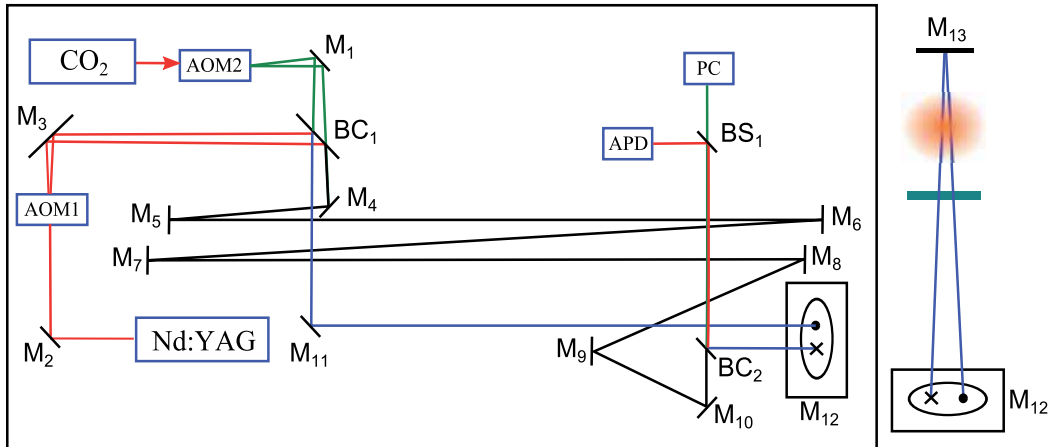 M13
CO2
AOM2
M1
PC
M3
BC1
APD
BS1
AOM1
M4
M5
M6
M7
M8
M2
Nd:YAG
M11
M9
BC2
M10
M12
M12